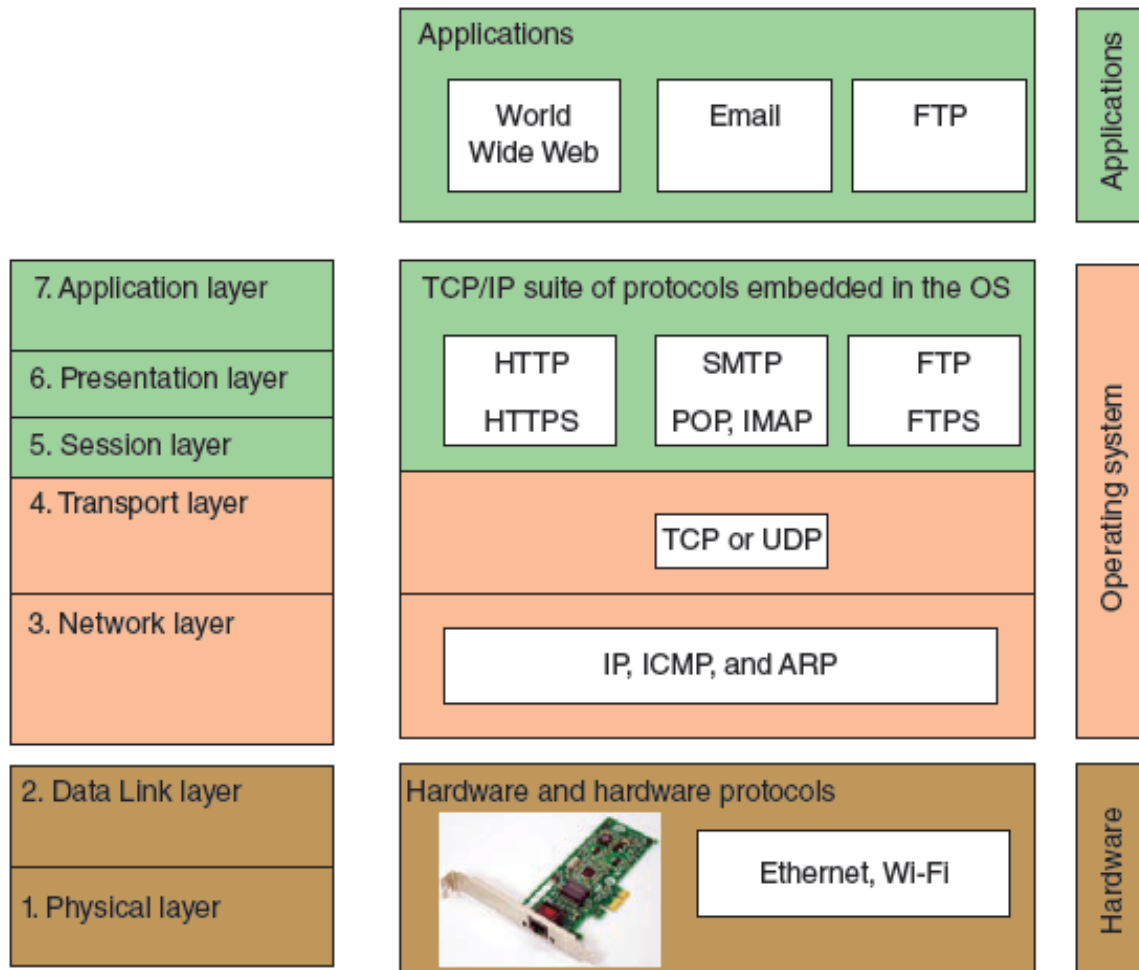 Applications
World
Wide Web
Email
FTP
Applications
7. Application layer
6. Presentation layer
5. Session layer
4. Transport layer
3. Network layer
TCP/IP suite of protocols embedded in the OS
HTTP
HTTPS
SMTP
POP, IMAP
FTP
FTPS
TCP or UDP
IP, ICMP, and ARP
Operating system
2. Data Link layer
1. Physical layer
Hardware and hardware protocols
Ethernet, Wi-Fi
Hardware